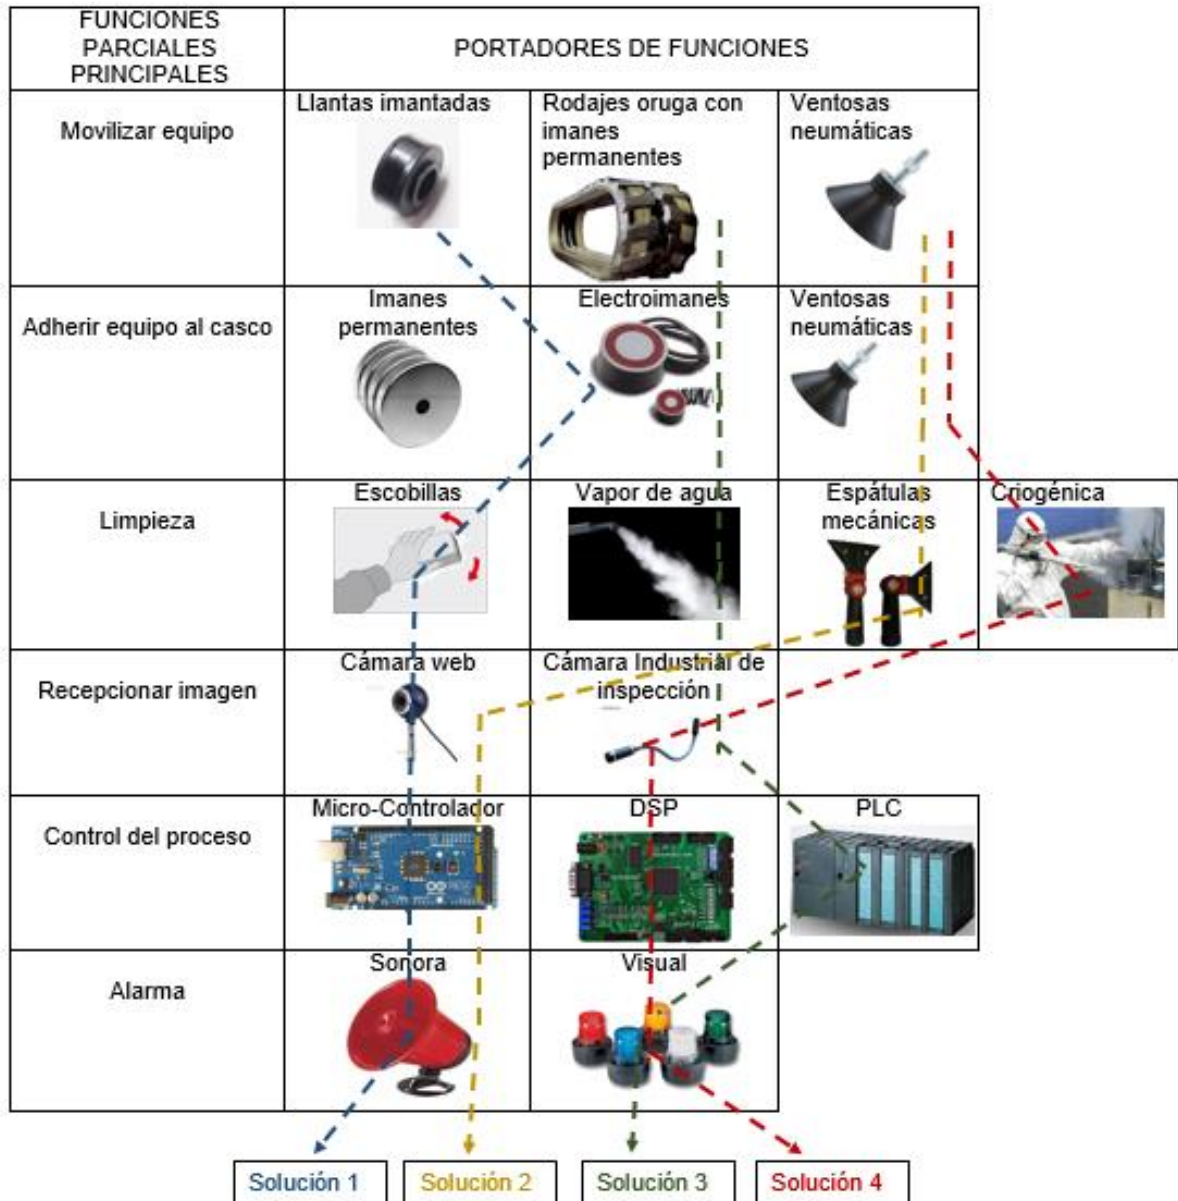 FUNCIONES
PARCIALES
PRINCIPALES
PORTADORES DE FUNCIONES
Movilizar equipo
Llantas imantadas
Rodajes oruga con
imanes
permanentes
Ventosas
neumáticas
Adherir equipo al casco
Imanes
permanentes
Electroimanes
Ventosas
neumáticas
Limpieza
Escobillas
Vapor de agua
Espátulas
mecánicas
Criogénica
Recepcionar imagen
Cámara web
Cámara Industrial de
inspección
Control del proceso
Micro-Controlador
DSP
PLC
Alarma
Sonora
Visual
Solución 1
Solución 2
Solución 3
Solución 4